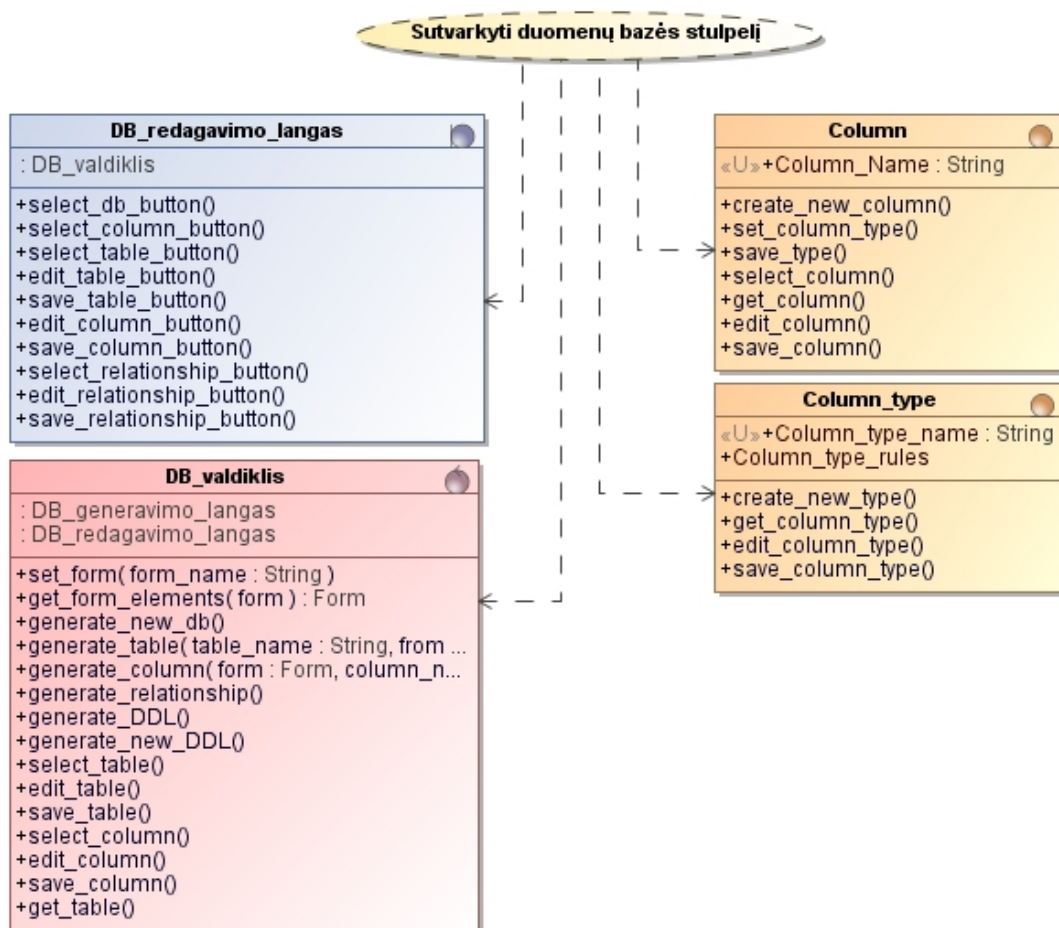 Sutvarkyti duomenų bazės stulpelį
DB_redagavimo_langas
: DB_valdiklis
+select_db_button()
+select_column_button()
+select_table_button()
+edit_table_button()
+save_table_button()
+edit_column_button()
+save_column_button()
+select_relationship_button()
+edit_relationship_button()
+save_relationship_button()
DB_valdiklis
: DB_generavimo_langas
: DB_redagavimo_langas
+set_form( form_name : String )
+get_form_elements( form ) : Form
+generate_new_db()
+generate_table( table_name : String, from ...
+generate_column( form : Form, column_n...
+generate_relationship()
+generate_DDL()
+generate_new_DDL()
+select_table()
+edit_table()
+save_table()
+select_column()
+edit_column()
+save_column()
+get_table()
Column
«U»+Column_Name : String
+create_new_column()
+set_column_type()
+save_type()
+select_column()
+get_column()
+edit_column()
+save_column()
Column_type
«U»+Column_type_name : String
+Column_type_rules
+create_new_type()
+get_column_type()
+edit_column_type()
+save_column_type()